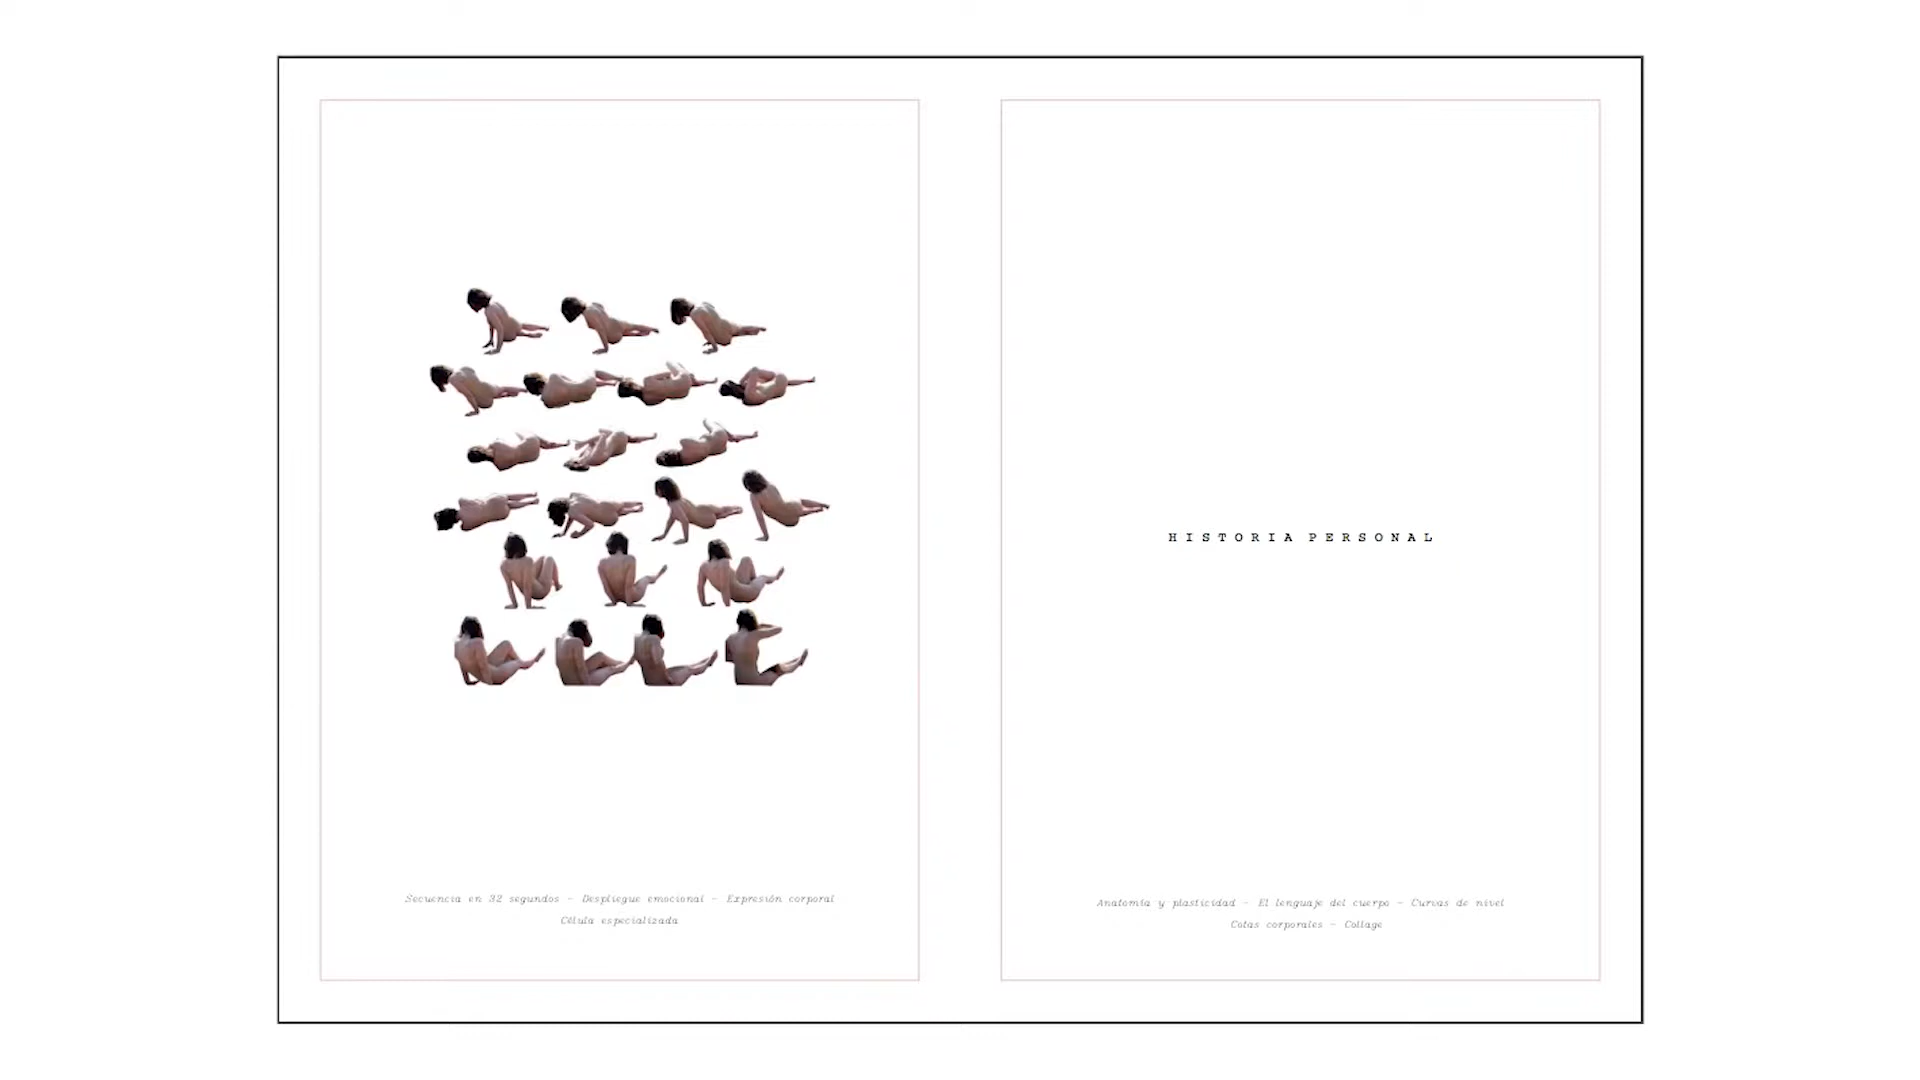 Secuencia en 32 segundos - Despliegue emocional - Expresión corporal
Célula especializada
HISTORIA PERSONAL
Anatomía y plasticidad - El lenguaje del cuerpo - Curvas de nivel
Cotas corporales - Collage